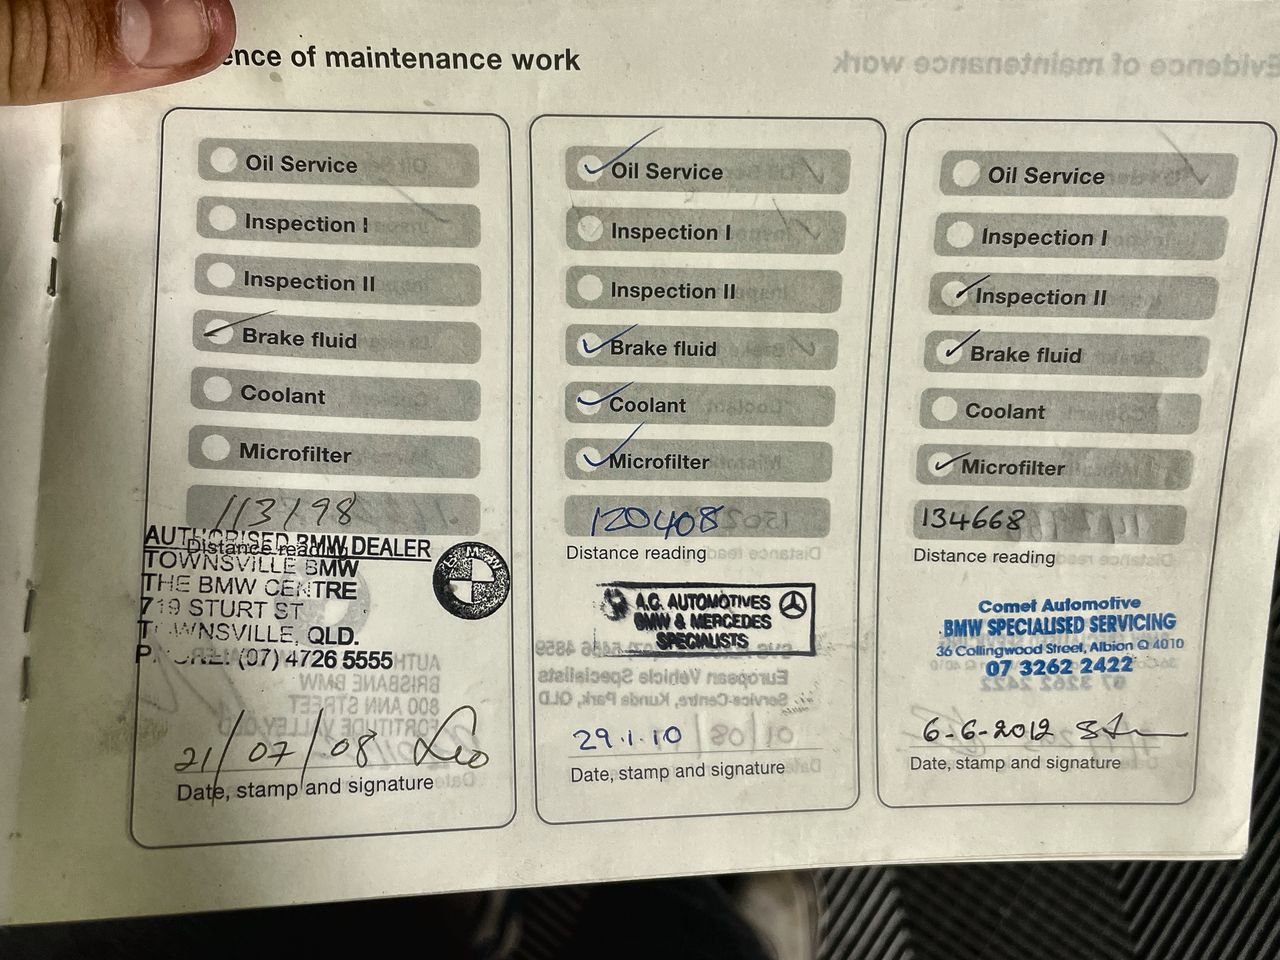 ence of maintenance work
Oil Service
Inspection I
Inspection II
Brake fluid
Coolant
Microfilter
113198
Distance reading
AUTHORISED BMW DEALER
TOWNSVILLE BMW
THE BMW CENTRE
719 STURT ST
TOWNSVILLE, QLD.
PHONE: (07) 4726 5555
BMW
21/07/08 Leo
Date, stamp and signature
Oil Service
Inspection I
Inspection II
Brake fluid
Coolant
Microfilter
120408
Distance reading
A.C. AUTOMOTIVES
BMW & MERCEDES
SPECIALISTS
29.1.10
Date, stamp and signature
Oil Service
Inspection I
Inspection II
Brake fluid
Coolant
Microfilter
134668
Distance reading
Comet Automotive
BMW SPECIALISED SERVICING
36 Collingwood Street, Albion Q 4010
07 3262 2422
6-6-2012
Date, stamp and signature